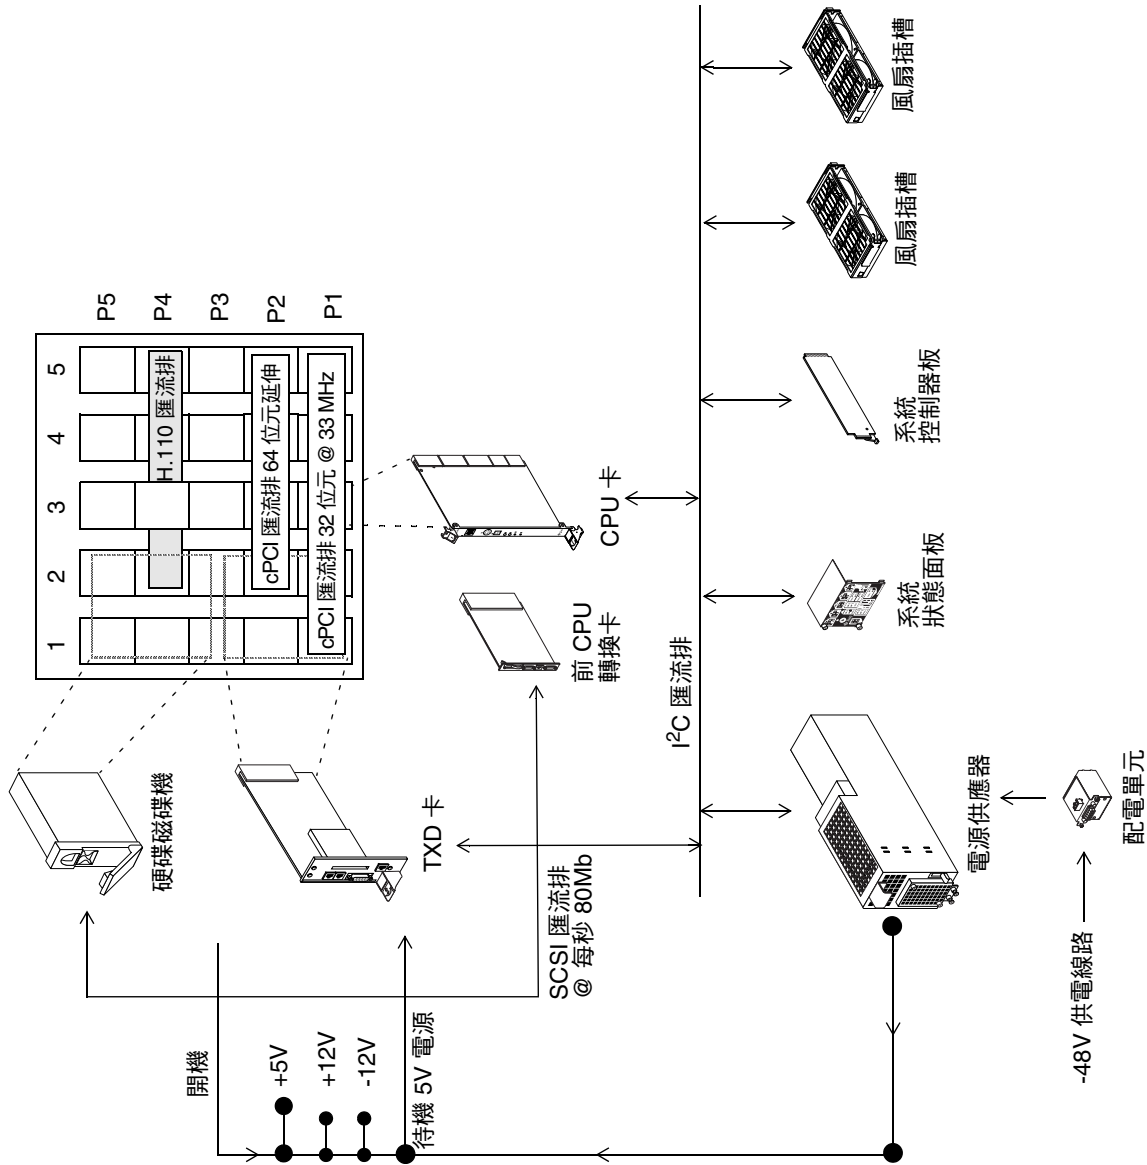 1
2
3
4
5
P5
P4
P3
P2
P1
H.110 匯流排
cPCI 匯流排 64 位元延伸
cPCI 匯流排 32 位元 @ 33 MHz
硬碟磁碟機
TXD 卡
前 CPU
轉換卡
CPU 卡
SCSI 匯流排
@ 每秒 80Mb
I²C 匯流排
開機
+5V
+12V
-12V
待機 5V 電源
電源供應器
系統
狀態面板
系統
控制器板
風扇插槽
風扇插槽
配電單元
-48V 供電線路